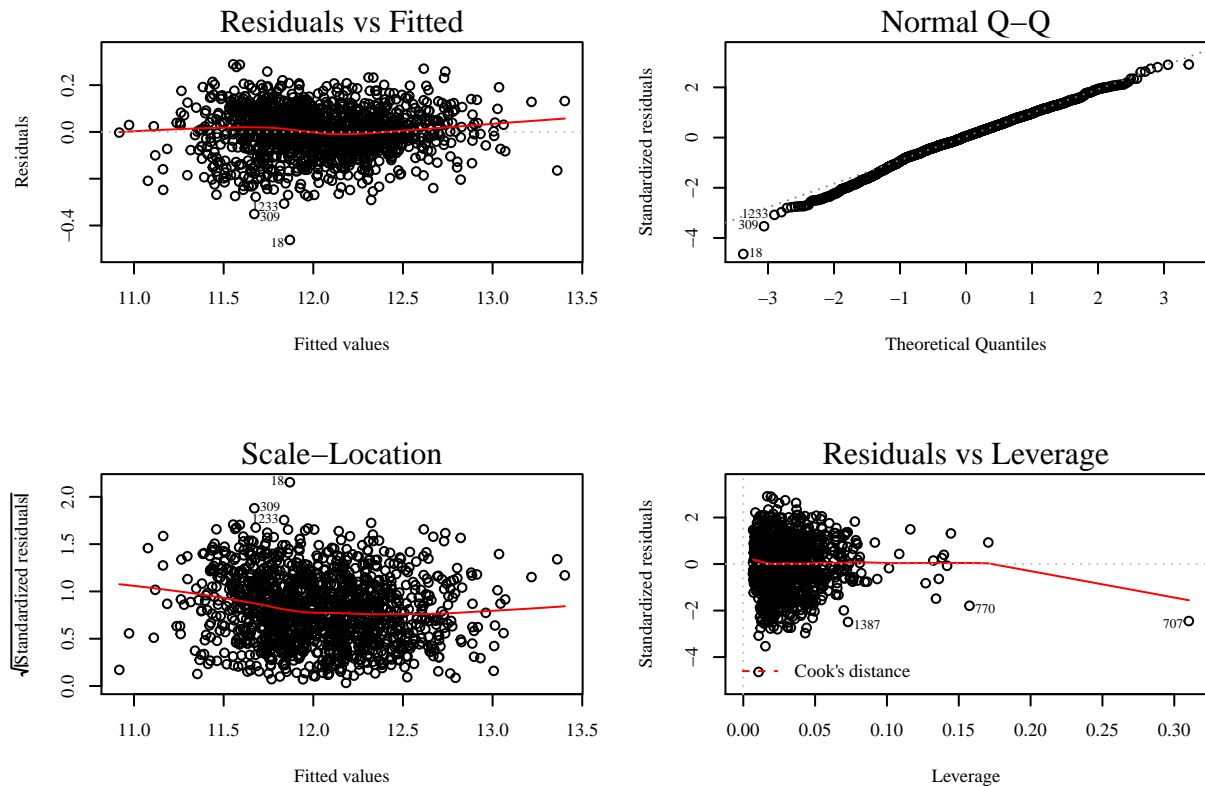 Residuals vs Fitted
Residuals
0.2
0.0
−0.4
1233
309
18
11.0 11.5 12.0 12.5 13.0 13.5
Fitted values
Normal Q−Q
Standardized residuals
2
0
−2
−4
1233
309
18
−3 −2 −1 0 1 2 3
Theoretical Quantiles
Scale−Location
√|Standardized residuals|
2.0
1.5
1.0
0.5
0.0
18
309
1233
11.0 11.5 12.0 12.5 13.0 13.5
Fitted values
Residuals vs Leverage
Standardized residuals
2
0
−2
−4
770
1387
707
Cook's distance
0.00 0.05 0.10 0.15 0.20 0.25 0.30
Leverage